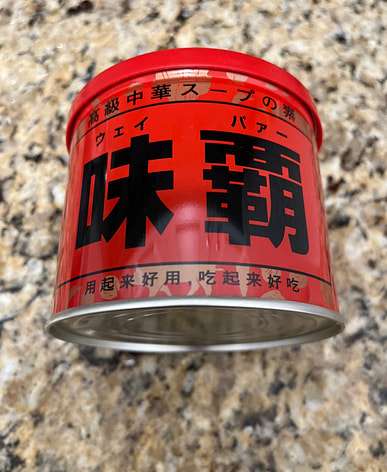 高級中華スープの素
ウェイ パァー
味覇
用起来好用 吃起来好吃